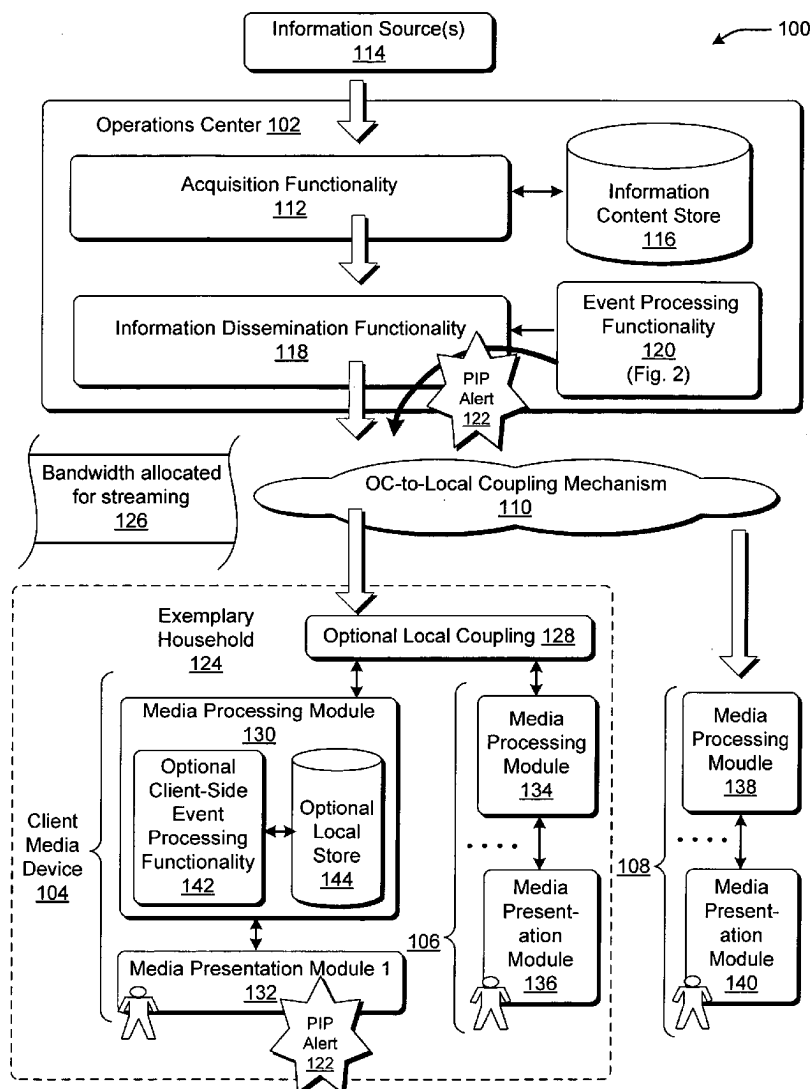 100
Information Source(s)
114
Operations Center 102
Acquisition Functionality
112
Information
Content Store
116
Information Dissemination Functionality
118
Event Processing
Functionality
120
(Fig. 2)
PIP
Alert
122
Bandwidth allocated
for streaming
126
OC-to-Local Coupling Mechanism
110
Exemplary
Household
124
Optional Local Coupling 128
Media Processing Module
130
Optional
Client-Side
Event
Processing
Functionality
142
Optional
Local
Store
144
Client
Media
Device
104
Media Presentation Module 1
132
PIP
Alert
122
106
Media
Processing
Module
134
Media
Present-
ation
Module
136
108
Media
Processing
Moudle
138
Media
Present-
ation
Module
140